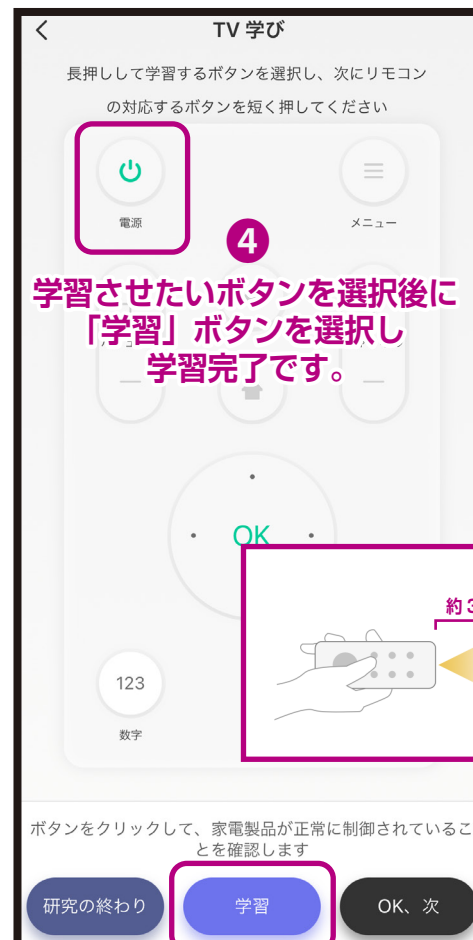 TV 学び
長押しして学習するボタンを選択し、次にリモコン
の対応するボタンを短く押してください
電源
メニュー
4
学習させたいボタンを選択後に
「学習」ボタンを選択し
学習完了です。
OK
約3
123
数字
ボタンをクリックして、家電製品が正常に制御されているこ
とを確認します
研究の終わり
学習
OK、次